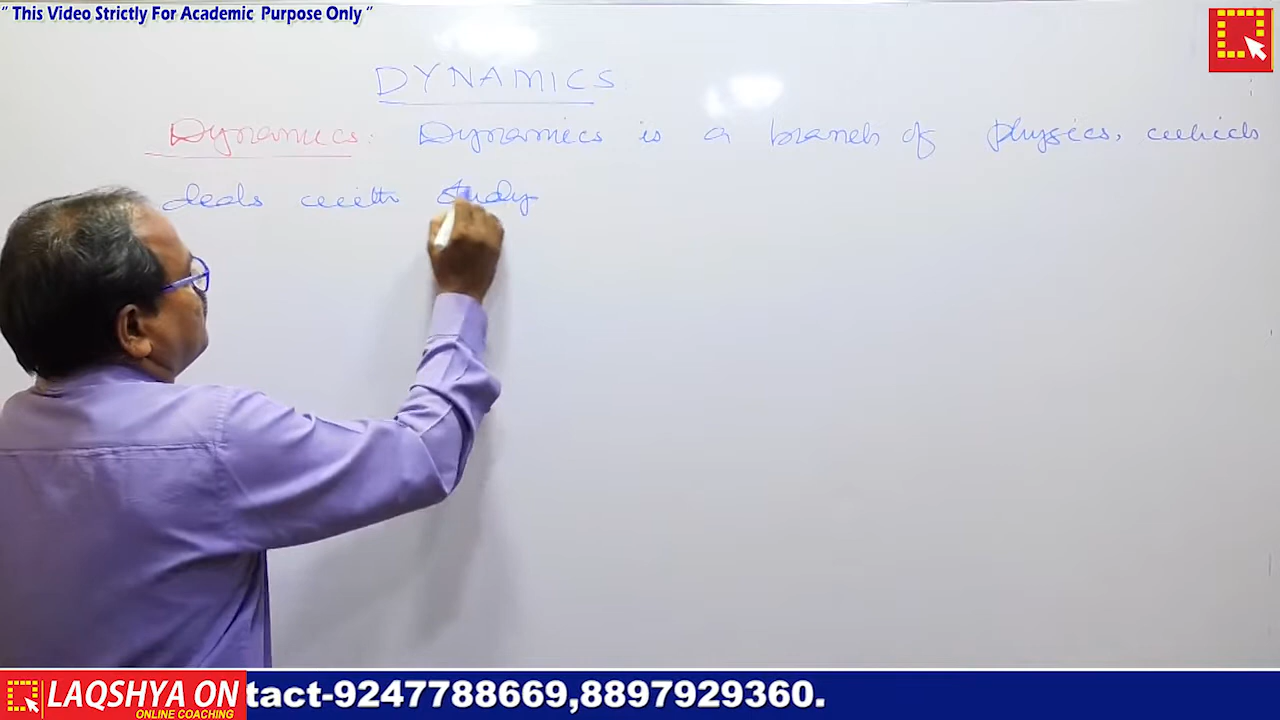 “ This Video Strictly For Academic Purpose Only ”
DYNAMICS
Dynamics: Dynamics is a branch of physics, which
deals with study
LAQSHYA ON
ONLINE COACHING
tact-9247788669,8897929360.